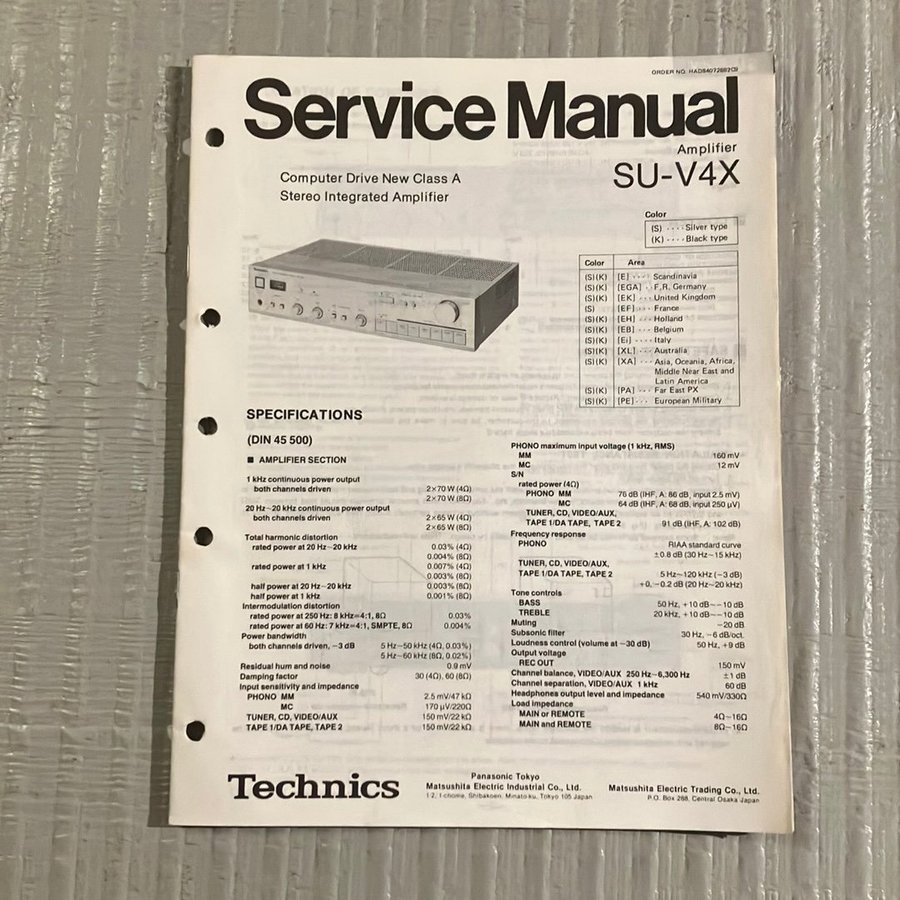 ORDER NO. HAD84072882C9
Service Manual
Amplifier
SU-V4X
Computer Drive New Class A
Stereo Integrated Amplifier
Color
(S) ···· Silver type
(K) ···· Black type
Color Area
(S)(K) [E] ···· Scandinavia
(S)(K) [EGA] ·· F.R. Germany
(S)(K) [EK] ··· United Kingdom
(S) [EF] ··· France
(S)(K) [EH] ··· Holland
(S)(K) [EB] ··· Belgium
(S)(K) [Ei] ···· Italy
(S)(K) [XL] ··· Australia
(S)(K) [XA] ··· Asia, Oceania, Africa,
Middle Near East and
Latin America
(S)(K) [PA] ··· Far East PX
(S)(K) [PE] ··· European Military
SPECIFICATIONS
(DIN 45 500)
■ AMPLIFIER SECTION
1 kHz continuous power output
both channels driven 2×70 W (4Ω)
2×70 W (8Ω)
20 Hz~20 kHz continuous power output
both channels driven 2×65 W (4Ω)
2×65 W (8Ω)
Total harmonic distortion
rated power at 20 Hz~20 kHz 0.03% (4Ω)
0.004% (8Ω)
rated power at 1 kHz 0.007% (4Ω)
0.003% (8Ω)
half power at 20 Hz~20 kHz 0.003% (8Ω)
half power at 1 kHz 0.001% (8Ω)
Intermodulation distortion
rated power at 250 Hz: 8 kHz=4:1, 8Ω 0.03%
rated power at 60 Hz: 7 kHz=4:1, SMPTE, 8Ω 0.004%
Power bandwidth
both channels driven, −3 dB 5 Hz~50 kHz (4Ω, 0.03%)
5 Hz~60 kHz (8Ω, 0.02%)
Residual hum and noise 0.9 mV
Damping factor 30 (4Ω), 60 (8Ω)
Input sensitivity and impedance
PHONO MM 2.5 mV/47 kΩ
MC 170 μV/220Ω
TUNER, CD, VIDEO/AUX 150 mV/22 kΩ
TAPE 1/DA TAPE, TAPE 2 150 mV/22 kΩ
PHONO maximum input voltage (1 kHz, RMS)
MM 160 mV
MC 12 mV
S/N
rated power (4Ω)
PHONO MM 76 dB (IHF, A: 86 dB, input 2.5 mV)
MC 64 dB (IHF, A: 68 dB, input 250 μV)
TUNER, CD, VIDEO/AUX,
TAPE 1/DA TAPE, TAPE 2 91 dB (IHF, A: 102 dB)
Frequency response
PHONO RIAA standard curve
±0.8 dB (30 Hz~15 kHz)
TUNER, CD, VIDEO/AUX,
TAPE 1/DA TAPE, TAPE 2 5 Hz~120 kHz (−3 dB)
+0, −0.2 dB (20 Hz~20 kHz)
Tone controls
BASS 50 Hz, +10 dB~−10 dB
TREBLE 20 kHz, +10 dB~−10 dB
Muting −20 dB
Subsonic filter 30 Hz, −6 dB/oct.
Loudness control (volume at −30 dB) 50 Hz, +9 dB
Output voltage
REC OUT 150 mV
Channel balance, VIDEO/AUX 250 Hz~6,300 Hz ±1 dB
Channel separation, VIDEO/AUX 1 kHz 60 dB
Headphones output level and impedance 540 mV/330Ω
Load impedance
MAIN or REMOTE 4Ω~16Ω
MAIN and REMOTE 8Ω~16Ω
Technics
Panasonic Tokyo
Matsushita Electric Industrial Co., Ltd.
1-2, 1-chome, Shibakoen, Minato-ku, Tokyo 105 Japan
Matsushita Electric Trading Co., Ltd.
P.O. Box 288, Central Osaka Japan